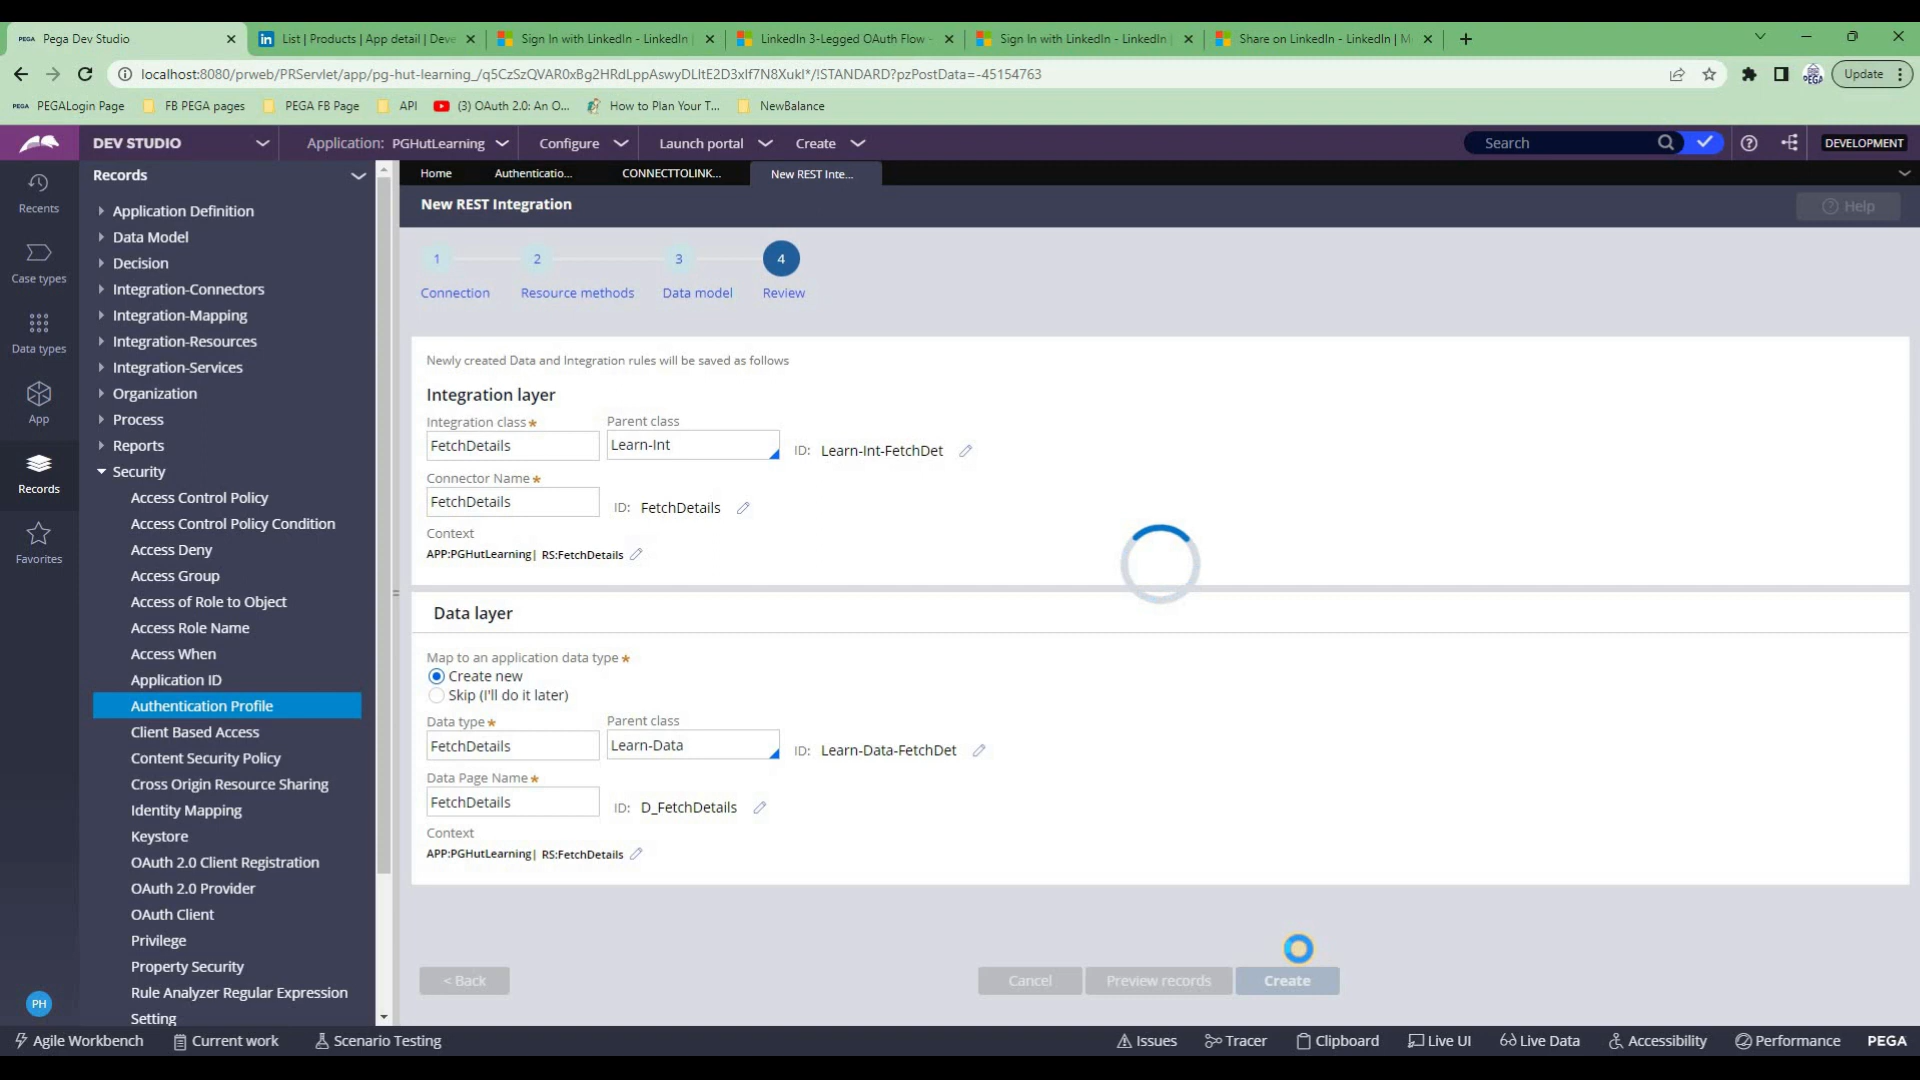 PEGA Pega Dev Studio
in List | Products | App detail | Deve
Sign In with LinkedIn - LinkedIn |
LinkedIn 3-Legged OAuth Flow -
Sign In with LinkedIn - LinkedIn |
Share on LinkedIn - LinkedIn | M
localhost:8080/prweb/PRServlet/app/pg-hut-learning_/q5CzSzQVAR0xBg2HRdLppAswyDLltE2D3xIf7N8XukI*/!STANDARD?pzPostData=-45154763
PEGA
Update
PEGA PEGALogin Page
FB PEGA pages
PEGA FB Page
API
(3) OAuth 2.0: An O...
How to Plan Your T...
NewBalance
DEV STUDIO
Application: PGHutLearning
Configure
Launch portal
Create
Search
DEVELOPMENT
Recents
Case types
Data types
App
Records
Favorites
PH
Records
Application Definition
Data Model
Decision
Integration-Connectors
Integration-Mapping
Integration-Resources
Integration-Services
Organization
Process
Reports
Security
Access Control Policy
Access Control Policy Condition
Access Deny
Access Group
Access of Role to Object
Access Role Name
Access When
Application ID
Authentication Profile
Client Based Access
Content Security Policy
Cross Origin Resource Sharing
Identity Mapping
Keystore
OAuth 2.0 Client Registration
OAuth 2.0 Provider
OAuth Client
Privilege
Property Security
Rule Analyzer Regular Expression
Setting
Home
Authenticatio...
CONNECTTOLINK...
New REST Inte...
New REST Integration
? Help
1
2
3
4
Connection
Resource methods
Data model
Review
Newly created Data and Integration rules will be saved as follows
Integration layer
Integration class★
Parent class
FetchDetails
Learn-Int
ID: Learn-Int-FetchDet
Connector Name★
FetchDetails
ID: FetchDetails
Context
APP:PGHutLearning| RS:FetchDetails
Data layer
Map to an application data type ★
Create new
Skip (I'll do it later)
Data type★
Parent class
FetchDetails
Learn-Data
ID: Learn-Data-FetchDet
Data Page Name★
FetchDetails
ID: D_FetchDetails
Context
APP:PGHutLearning| RS:FetchDetails
< Back
Cancel
Preview records
Create
Agile Workbench
Current work
Scenario Testing
Issues
Tracer
Clipboard
Live UI
Live Data
Accessibility
Performance
PEGA